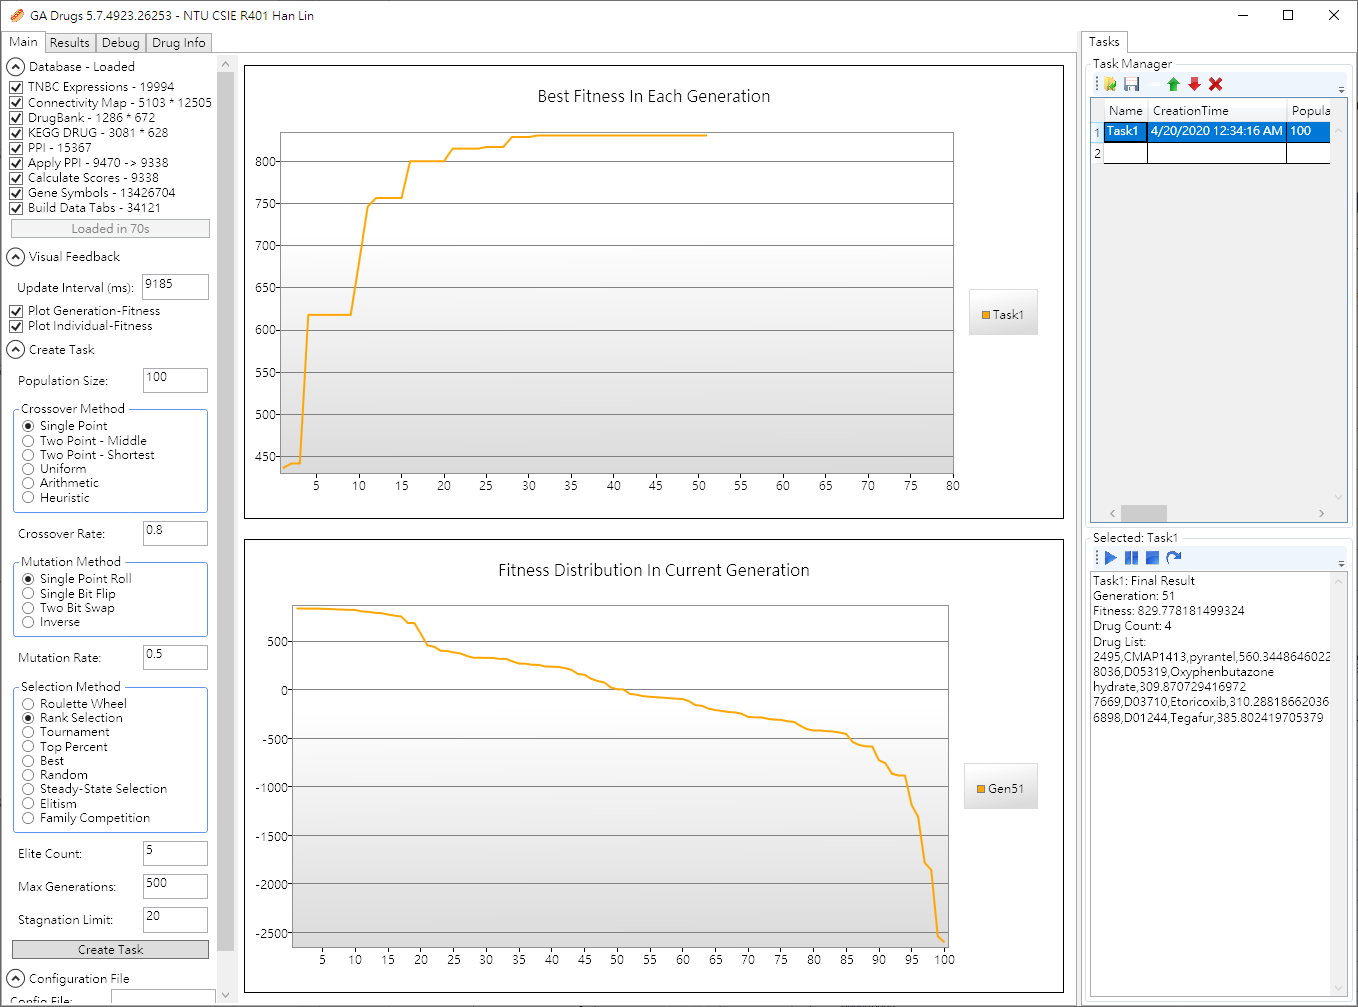 GA Drugs 5.7.4923.26253 - NTU CSIE R401 Han Lin
Main
Results
Debug
Drug Info
Database - Loaded
TNBC Expressions - 19994
Connectivity Map - 5103 * 12505
DrugBank - 1286 * 672
KEGG DRUG - 3081 * 628
PPI - 15367
Apply PPI - 9470 -> 9338
Calculate Scores - 9338
Gene Symbols - 13426704
Build Data Tabs - 34121
Loaded in 70s
Visual Feedback
Update Interval (ms): 9185
Plot Generation-Fitness
Plot Individual-Fitness
Create Task
Population Size: 100
Crossover Method
Single Point
Two Point - Middle
Two Point - Shortest
Uniform
Arithmetic
Heuristic
Crossover Rate: 0.8
Mutation Method
Single Point Roll
Single Bit Flip
Two Bit Swap
Inverse
Mutation Rate: 0.5
Selection Method
Roulette Wheel
Rank Selection
Tournament
Top Percent
Best
Random
Steady-State Selection
Elitism
Family Competition
Elite Count: 5
Max Generations: 500
Stagnation Limit: 20
Create Task
Configuration File
Config File:
Best Fitness In Each Generation
800
750
700
650
600
550
500
450
5 10 15 20 25 30 35 40 45 50 55 60 65 70 75 80
Task1
Fitness Distribution In Current Generation
500
0
-500
-1000
-1500
-2000
-2500
5 10 15 20 25 30 35 40 45 50 55 60 65 70 75 80 85 90 95 100
Gen51
Tasks
Task Manager
Name CreationTime Popula
1 Task1 4/20/2020 12:34:16 AM 100
2
Selected: Task1
Task1: Final Result
Generation: 51
Fitness: 829.778181499324
Drug Count: 4
Drug List:
2495,CMAP1413,pyrantel,560.3448646022
8036,D05319,Oxyphenbutazone
hydrate,309.870729416972
7669,D03710,Etoricoxib,310.28818662036
6898,D01244,Tegafur,385.802419705379